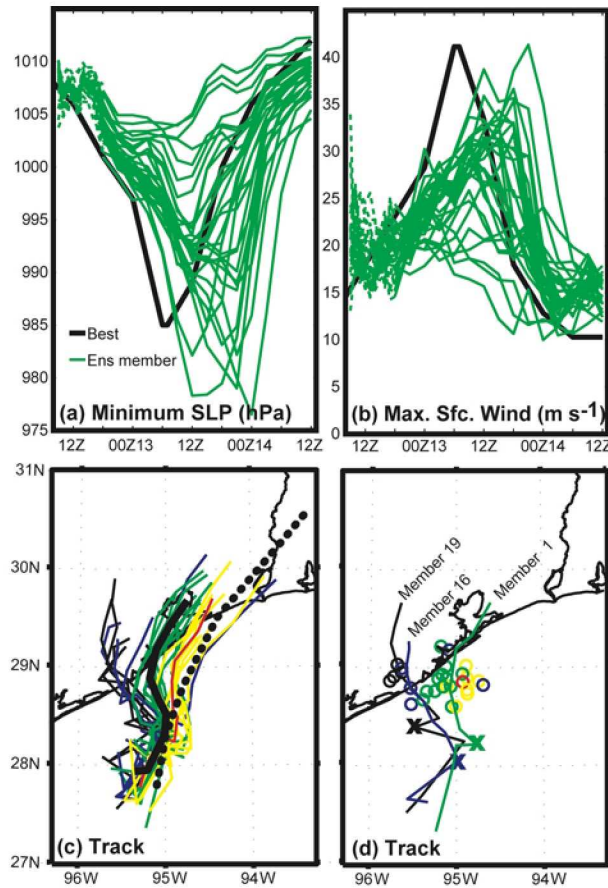 1010
1005
1000
995
990
985
980
975
Best
Ens member
(a) Minimum SLP (hPa)
12Z 00Z13 12Z 00Z14 12Z
40
35
30
25
20
15
10
5
0
(b) Max. Sfc. Wind (m s-1)
12Z 00Z13 12Z 00Z14 12Z
31N
30N
29N
28N
27N
(c) Track
96W 95W 94W
Member 19
Member 16
Member 1
X X X
(d) Track
96W 95W 94W